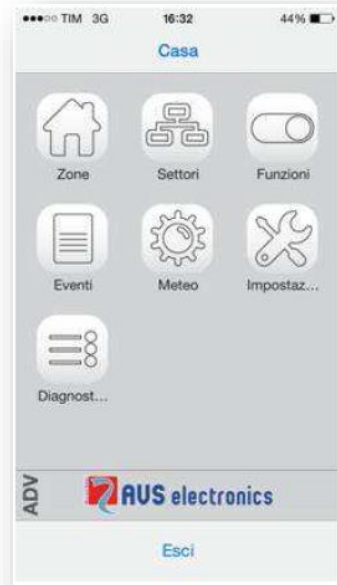 TIM 3G 16:32 44%
Casa
Zone Settori Funzioni
Eventi Meteo Impostaz...
Diagnost...
ADV AVS electronics
Esci